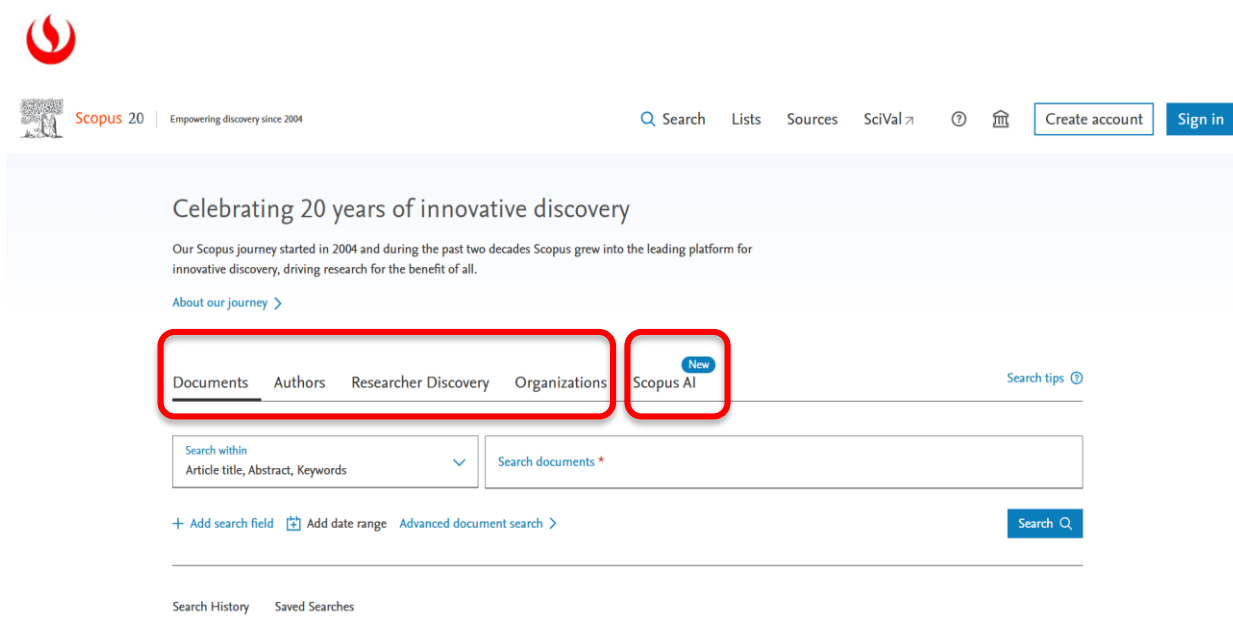 Scopus 20 Empowering discovery since 2004 Search Lists Sources SciVal Create account Sign in
Celebrating 20 years of innovative discovery
Our Scopus journey started in 2004 and during the past two decades Scopus grew into the leading platform for
innovative discovery, driving research for the benefit of all.
About our journey
New
Documents Authors Researcher Discovery Organizations Scopus AI Search tips
Search within
Article title, Abstract, Keywords
Search documents *
Add search field Add date range Advanced document search Search
Search History Saved Searches